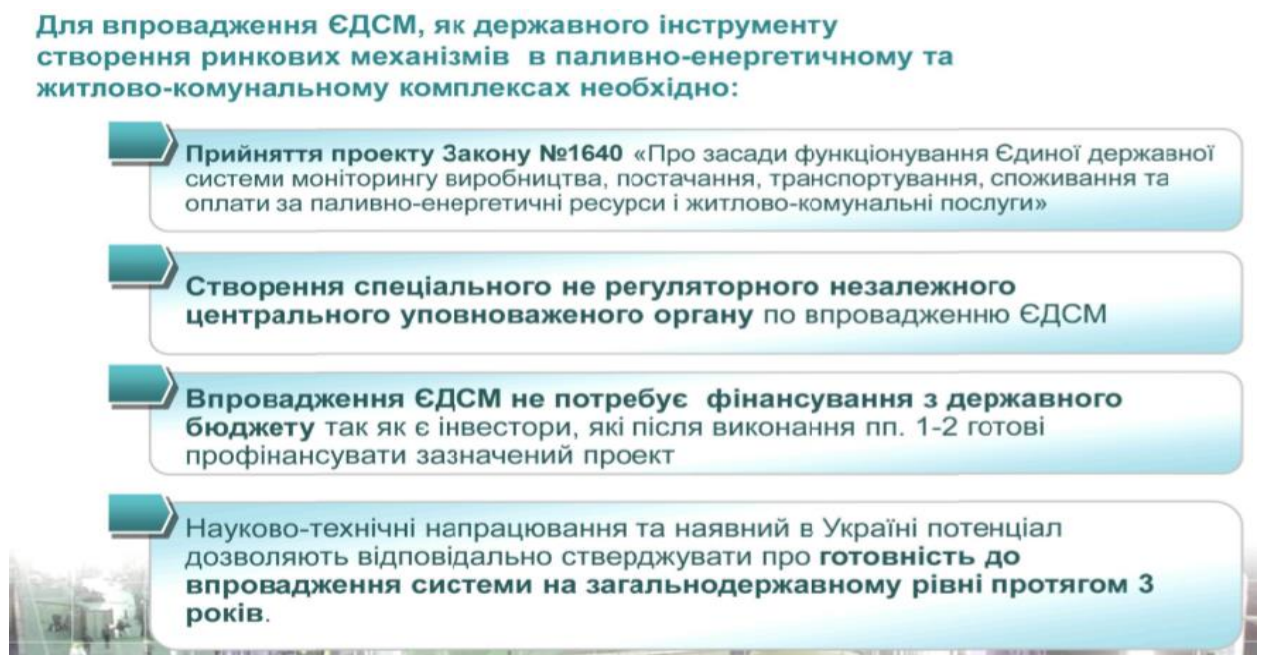 Для впровадження ЄДСМ, як державного інструменту
створення ринкових механізмів в паливно-енергетичному та
житлово-комунальному комплексах необхідно:
Прийняття проекту Закону №1640 «Про засади функціонування Єдиної державної
системи моніторингу виробництва, постачання, транспортування, споживання та
оплати за паливно-енергетичні ресурси і житлово-комунальні послуги»
Створення спеціального не регуляторного незалежного
центрального уповноваженого органу по впровадженню ЄДСМ
Впровадження ЄДСМ не потребує фінансування з державного
бюджету так як є інвестори, які після виконання пп. 1-2 готові
профінансувати зазначений проект
Науково-технічні напрацювання та наявний в Україні потенціал
дозволяють відповідально стверджувати про готовність до
впровадження системи на загальнодержавному рівні протягом 3
років.